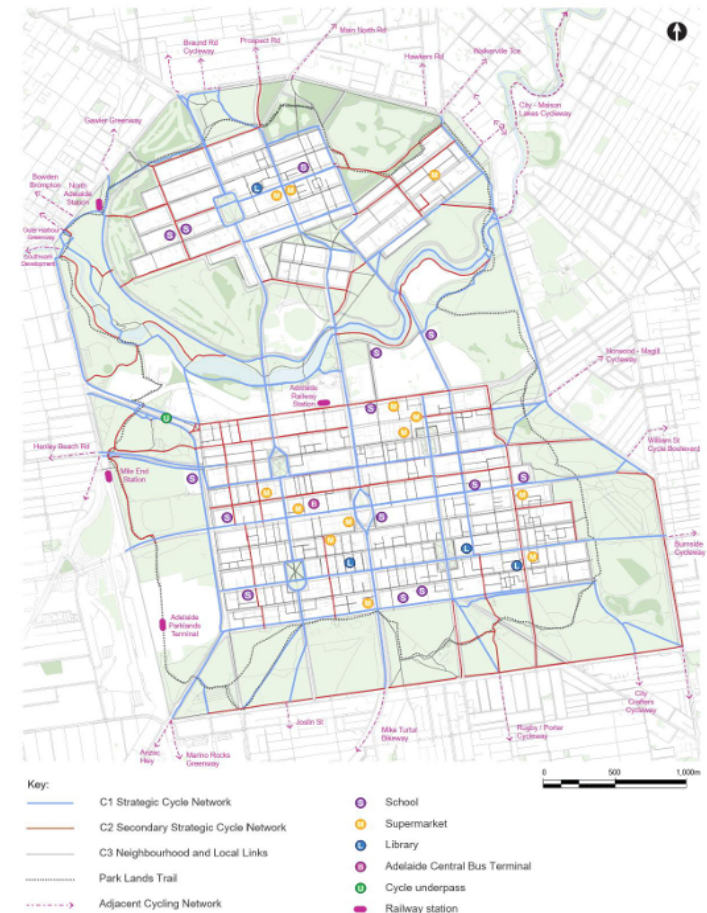 Main North Rd
Prospect Rd
Braund Rd
Cycleway
Walkerville Tce
Hawkers Rd
City - Manson
Lakes Cycleway
Gawler Greenway
Bowden
Brompton
North
Adelaide
Station
Outer Harbour
Greenway
Southwark
Development
Norwood - Magill
Cycleway
Adelaide
Railway
Station
Henley Beach Rd
Mile End
Station
William St
Cycle Boulevard
Burnside
Cycleway
Adelaide
Parklands
Terminal
City
Crafters
Cycleway
Joslin St
Mike Turtur
Bikeway
Rugby / Porter
Cycleway
Anzac
Hwy
Marino Rocks
Greenway
S
S
S
L
M
M
M
S
S
U
S
M
M
M
S
M
M
B
S
M
M
S
S
S
M
L
L
L
M
S
S
S
M
Key:
0 500 1,000m
C1 Strategic Cycle Network
C2 Secondary Strategic Cycle Network
C3 Neighbourhood and Local Links
Park Lands Trail
Adjacent Cycling Network
S School
M Supermarket
L Library
B Adelaide Central Bus Terminal
U Cycle underpass
Railway station